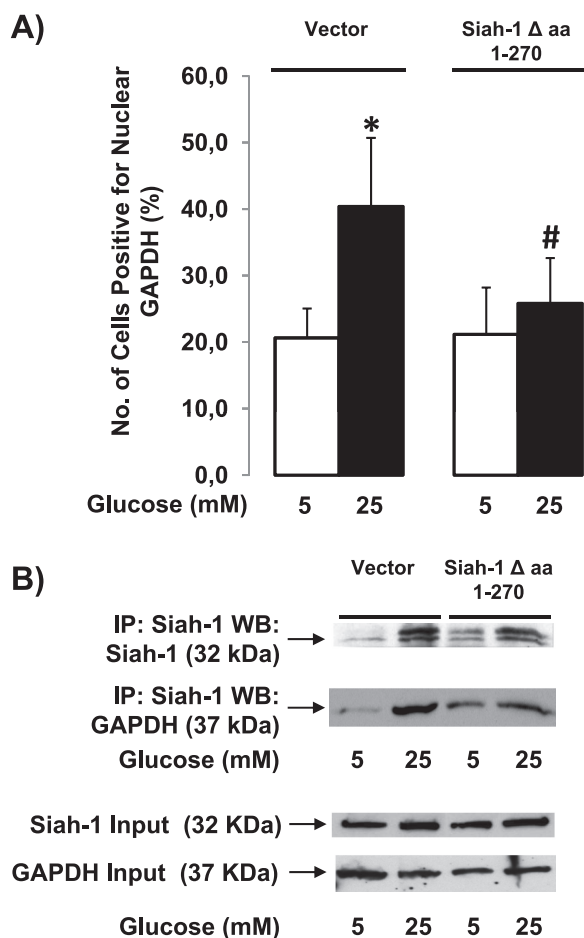 A)
Vector
Siah-1 Δ aa
1-270
No. of Cells Positive for Nuclear
GAPDH (%)
60,0
50,0
40,0
30,0
20,0
10,0
0,0
*
#
Glucose (mM)
5
25
5
25
B)
Vector
Siah-1 Δ aa
1-270
IP: Siah-1 WB:
Siah-1 (32 kDa)
IP: Siah-1 WB:
GAPDH (37 kDa)
Glucose (mM)
5
25
5
25
Siah-1 Input (32 KDa)
GAPDH Input (37 KDa)
Glucose (mM)
5
25
5
25